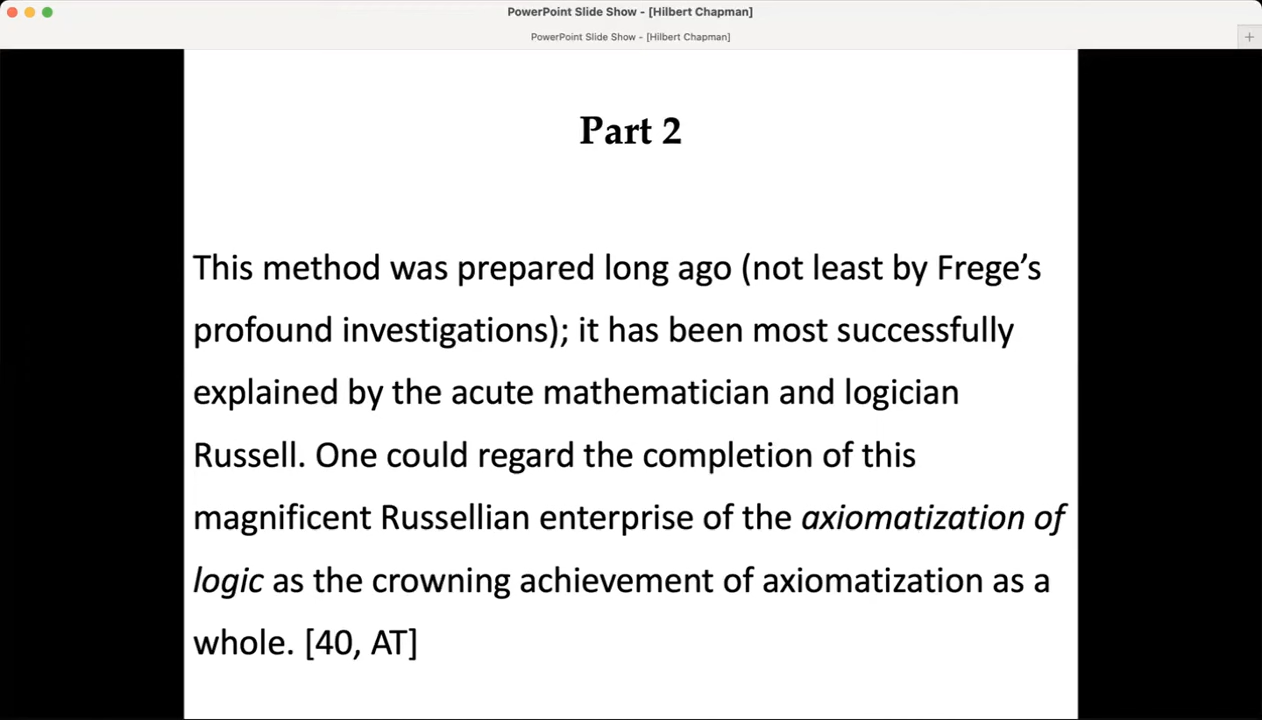 PowerPoint Slide Show - [Hilbert Chapman]
PowerPoint Slide Show - [Hilbert Chapman]
Part 2
This method was prepared long ago (not least by Frege’s
profound investigations); it has been most successfully
explained by the acute mathematician and logician
Russell. One could regard the completion of this
magnificent Russellian enterprise of the axiomatization of
logic as the crowning achievement of axiomatization as a
whole. [40, AT]